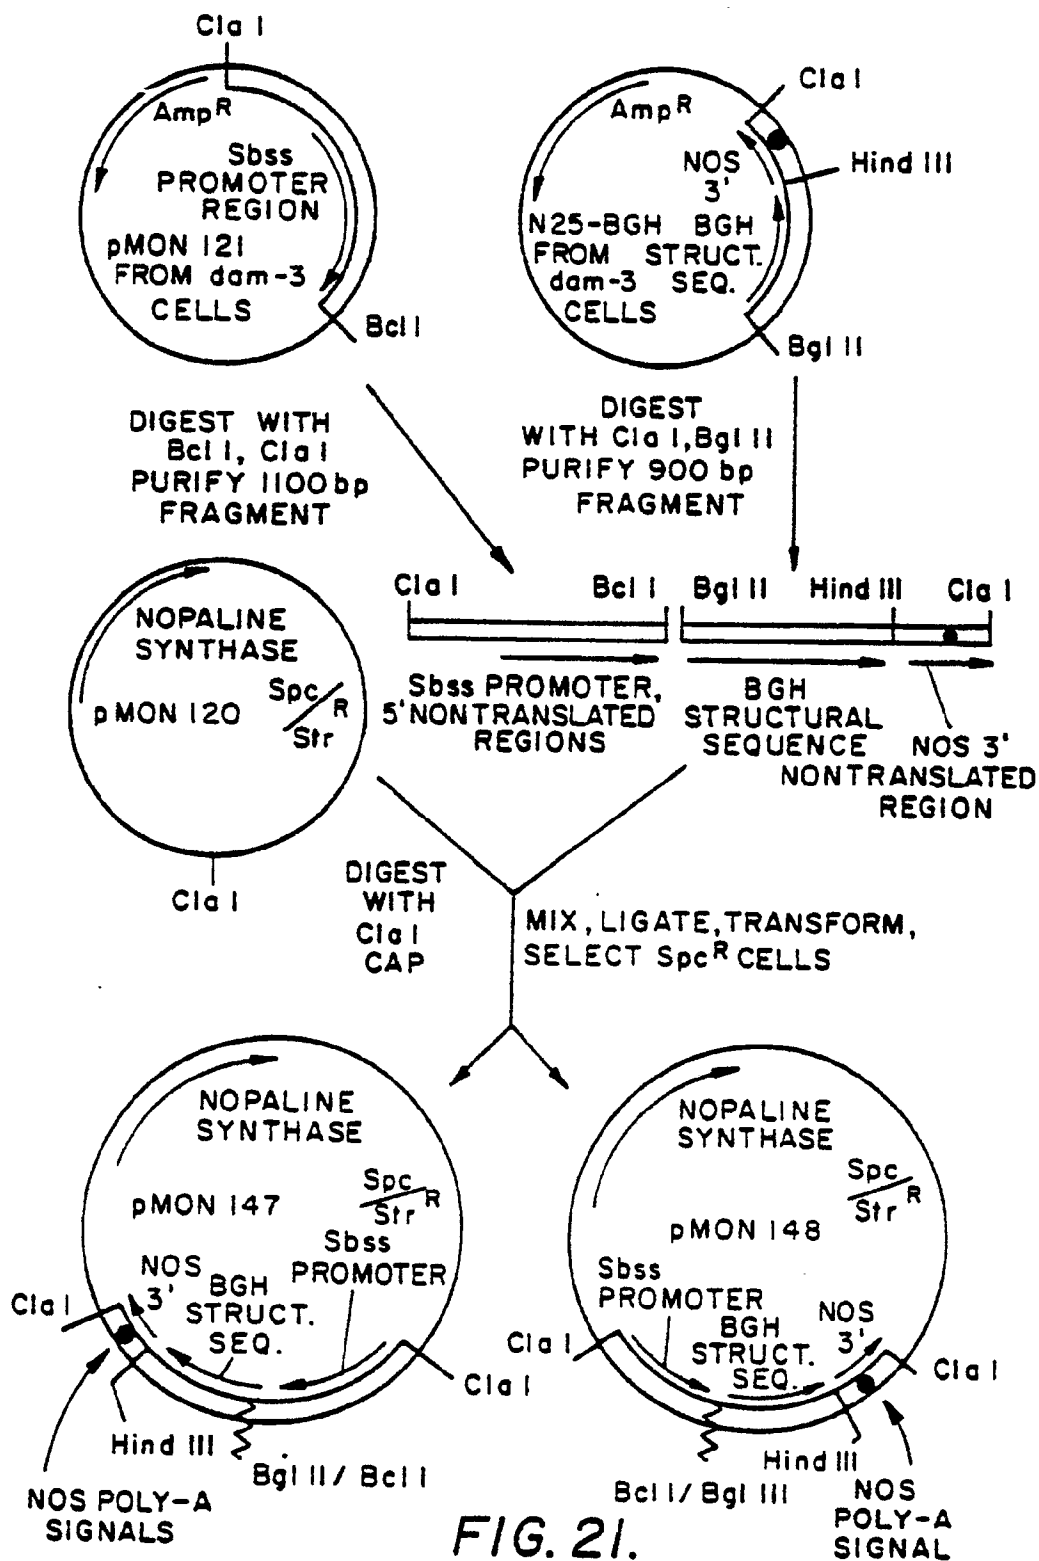 Cla I
Amp R
Sbss
PROMOTER
REGION
pMON 121
FROM dam-3
CELLS
Bcl I
Cla I
Amp R
Hind III
NOS
3'
N25-BGH
FROM
dam-3
CELLS
BGH
STRUCT.
SEQ.
Bgl II
DIGEST WITH
Bcl I, Cla I
PURIFY 1100 bp
FRAGMENT
DIGEST
WITH Cla I, Bgl II
PURIFY 900 bp
FRAGMENT
NOPALINE
SYNTHASE
pMON 120
Spc
Str
R
Cla I
Cla I
Bcl I
Bgl II
Hind III
Cla I
Sbss PROMOTER,
5' NONTRANSLATED
REGIONS
BGH
STRUCTURAL
SEQUENCE
NOS 3'
NONTRANSLATED
REGION
DIGEST
WITH
Cla I
CAP
MIX, LIGATE, TRANSFORM,
SELECT Spc R CELLS
NOPALINE
SYNTHASE
pMON 147
Spc
Str
R
Sbss
PROMOTER
NOS
3'
BGH
STRUCT.
SEQ.
Cla I
Cla I
Hind III
Bgl II / Bcl I
NOS POLY-A
SIGNALS
NOPALINE
SYNTHASE
Spc
Str
R
pMON 148
Sbss
PROMOTER
BGH
STRUCT.
SEQ.
NOS
3'
Cla I
Cla I
Hind III
Bcl I / Bgl III
NOS
POLY-A
SIGNAL
FIG. 21.